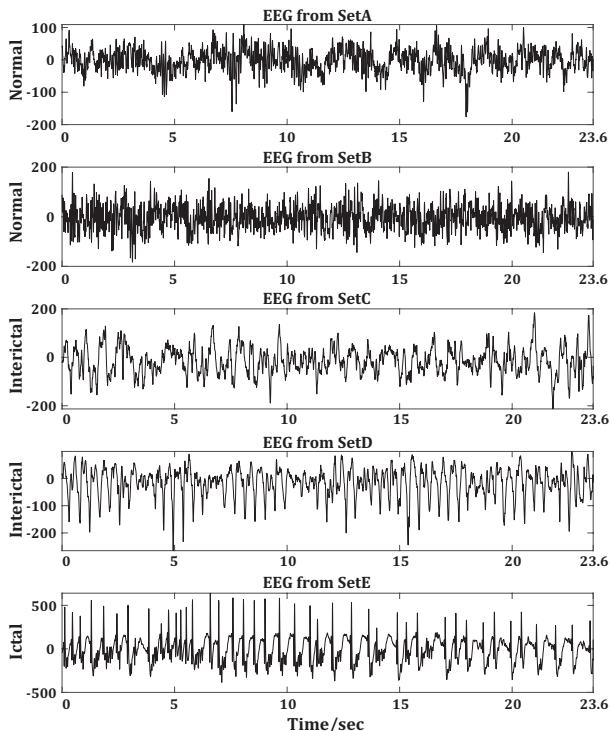 EEG from SetA
100
0
-100
-200
Normal
0 5 10 15 20 23.6
EEG from SetB
200
0
-200
Normal
0 5 10 15 20 23.6
EEG from SetC
200
0
-200
Interictal
0 5 10 15 20 23.6
EEG from SetD
0
-100
-200
Interictal
0 5 10 15 20 23.6
EEG from SetE
500
0
-500
Ictal
0 5 10 15 20 23.6
Time/sec